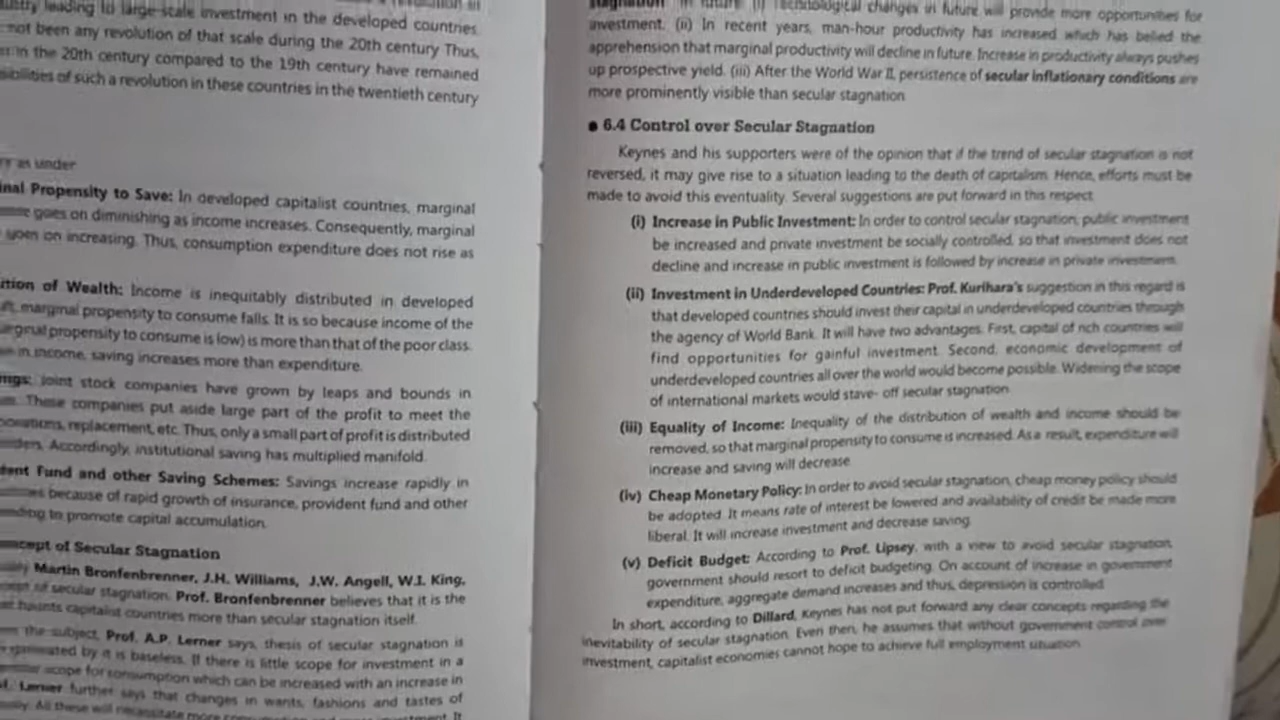 ustry leading to large-scale investment in the developed countries.
not been any revolution of that scale during the 20th century Thus,
in the 20th century compared to the 19th century have remained
of such a revolution in these countries in the twentieth century
as under
Propensity to Save: In developed capitalist countries, marginal
goes on diminishing as income increases. Consequently, marginal
goes on increasing. Thus, consumption expenditure does not rise as
of Wealth: Income is inequitably distributed in developed
marginal propensity to consume falls. It is so because income of the
propensity to consume is low) is more than that of the poor class.
in income, saving increases more than expenditure.
Joint stock companies have grown by leaps and bounds in
These companies put aside large part of the profit to meet the
replacement, etc. Thus, only a small part of profit is distributed
Accordingly, institutional saving has multiplied manifold.
Fund and other Saving Schemes: Savings increase rapidly in
because of rapid growth of insurance, provident fund and other
to promote capital accumulation.
of Secular Stagnation
Martin Bronfenbrenner, J.H. Williams, J.W. Angell, W.I. King,
of secular stagnation. Prof. Bronfenbrenner believes that it is the
haunts capitalist countries more than secular stagnation itself.
the subject, Prof. A.P. Lerner says, thesis of secular stagnation is
by it is baseless. If there is little scope for investment in a
scope for consumption which can be increased with an increase in
Lerner further says that changes in wants, fashions and tastes of
All these will necessitate more investment. It
stagnation in future (i) Technological changes in future will provide more opportunities for
investment. (ii) In recent years, man-hour productivity has increased which has belied the
apprehension that marginal productivity will decline in future. Increase in productivity always pushes
up prospective yield. (iii) After the World War II, persistence of secular inflationary conditions are
more prominently visible than secular stagnation.
● 6.4 Control over Secular Stagnation
Keynes and his supporters were of the opinion that if the trend of secular stagnation is not
reversed, it may give rise to a situation leading to the death of capitalism. Hence, efforts must be
made to avoid this eventuality. Several suggestions are put forward in this respect.
(i) Increase in Public Investment: In order to control secular stagnation, public investment
be increased and private investment be socially controlled, so that investment does not
decline and increase in public investment is followed by increase in private investment.
(ii) Investment in Underdeveloped Countries: Prof. Kurihara's suggestion in this regard is
that developed countries should invest their capital in underdeveloped countries through
the agency of World Bank. It will have two advantages. First, capital of rich countries will
find opportunities for gainful investment. Second, economic development of
underdeveloped countries all over the world would become possible. Widening the scope
of international markets would stave- off secular stagnation.
(iii) Equality of Income: Inequality of the distribution of wealth and income should be
removed, so that marginal propensity to consume is increased. As a result, expenditure will
increase and saving will decrease.
(iv) Cheap Monetary Policy: In order to avoid secular stagnation, cheap money policy should
be adopted. It means rate of interest be lowered and availability of credit be made more
liberal. It will increase investment and decrease saving.
(v) Deficit Budget: According to Prof. Lipsey, with a view to avoid secular stagnation,
government should resort to deficit budgeting. On account of increase in government
expenditure, aggregate demand increases and thus, depression is controlled.
In short, according to Dillard, Keynes has not put forward any clear concepts regarding the
inevitability of secular stagnation. Even then, he assumes that without government control over
investment, capitalist economies cannot hope to achieve full employment situation.